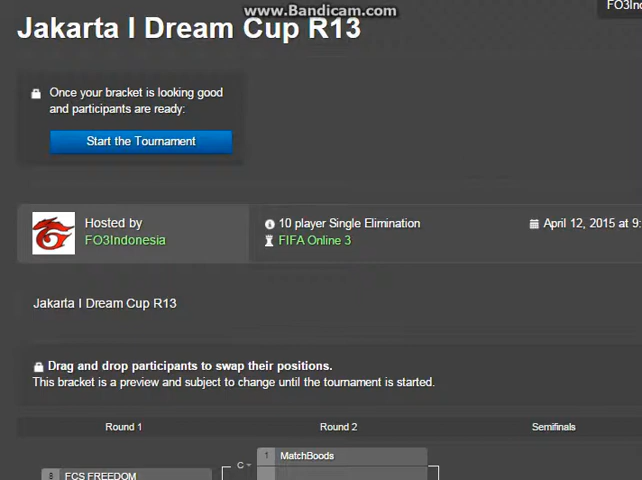 www.Bandicam.com
FO3Ind
Jakarta I Dream Cup R13
Once your bracket is looking good
and participants are ready:
Start the Tournament
Hosted by
FO3Indonesia
10 player Single Elimination
FIFA Online 3
April 12, 2015 at 9:
Jakarta I Dream Cup R13
Drag and drop participants to swap their positions.
This bracket is a preview and subject to change until the tournament is started.
Round 1
Round 2
Semifinals
1 MatchBoods
C
8 FCS FREEDOM